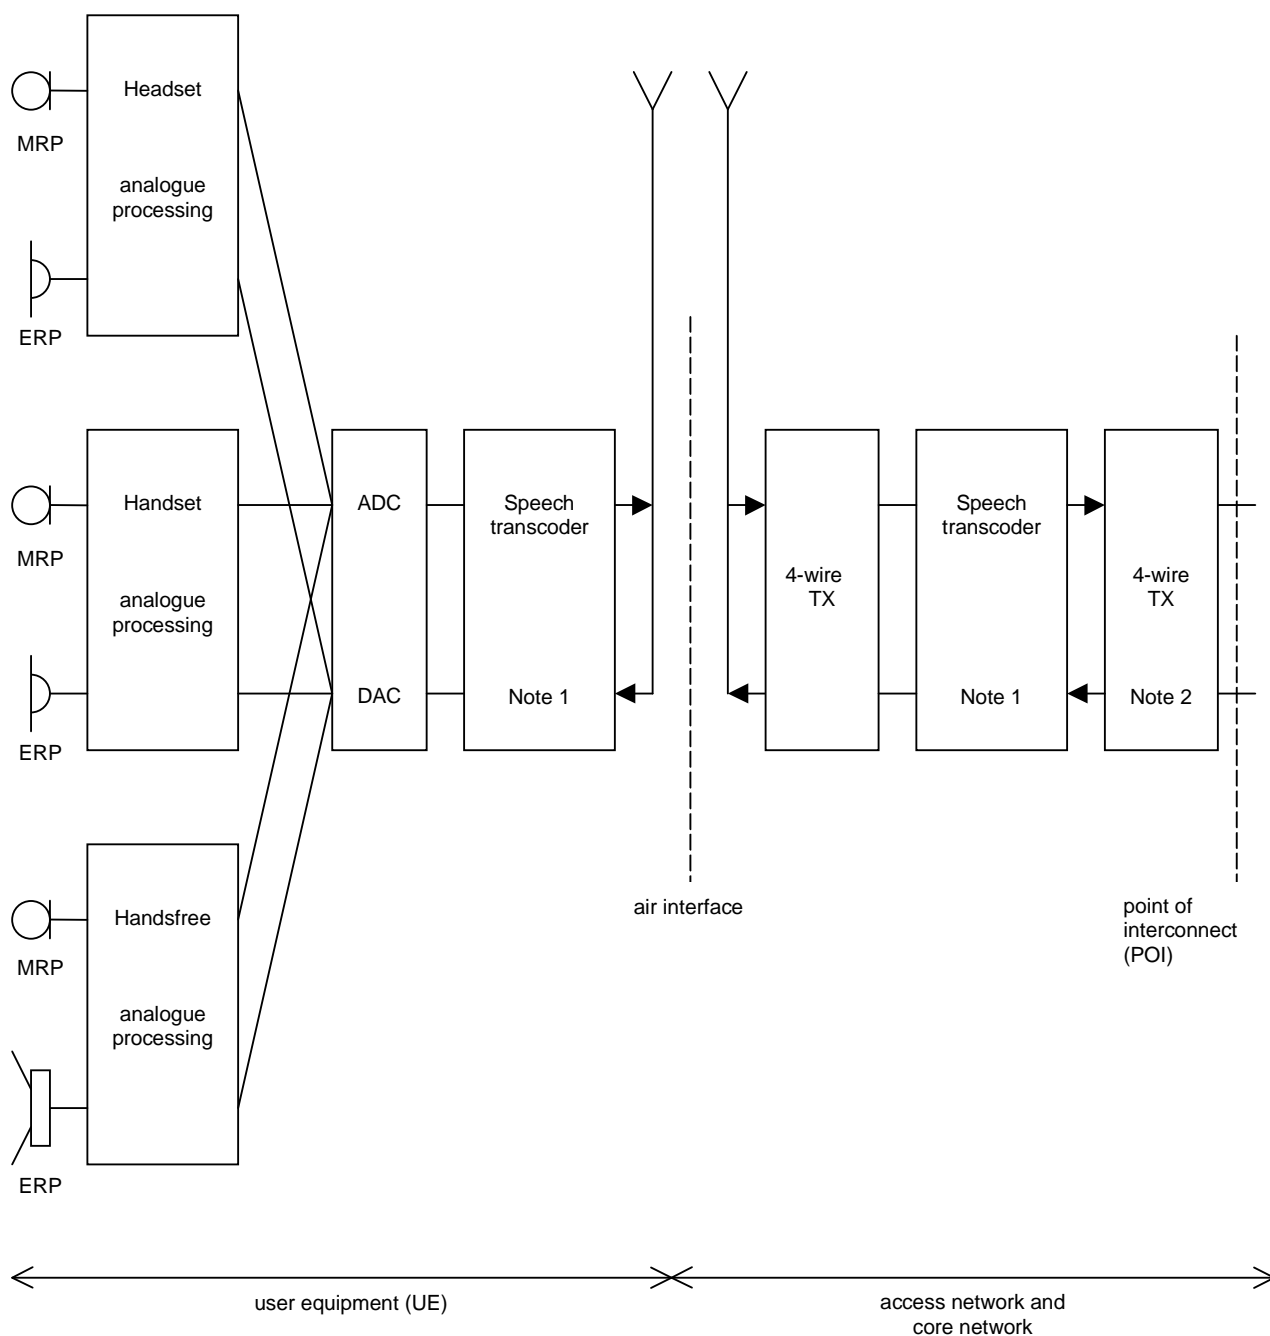 Headset
MRP
analogue
processing
ERP
Handset
MRP
analogue
processing
ERP
ADC
DAC
Speech
transcoder
Note 1
4-wire
TX
Speech
transcoder
Note 1
4-wire
TX
Note 2
Handsfree
MRP
analogue
processing
ERP
air interface
point of
interconnect
(POI)
user equipment (UE)
access network and
core network